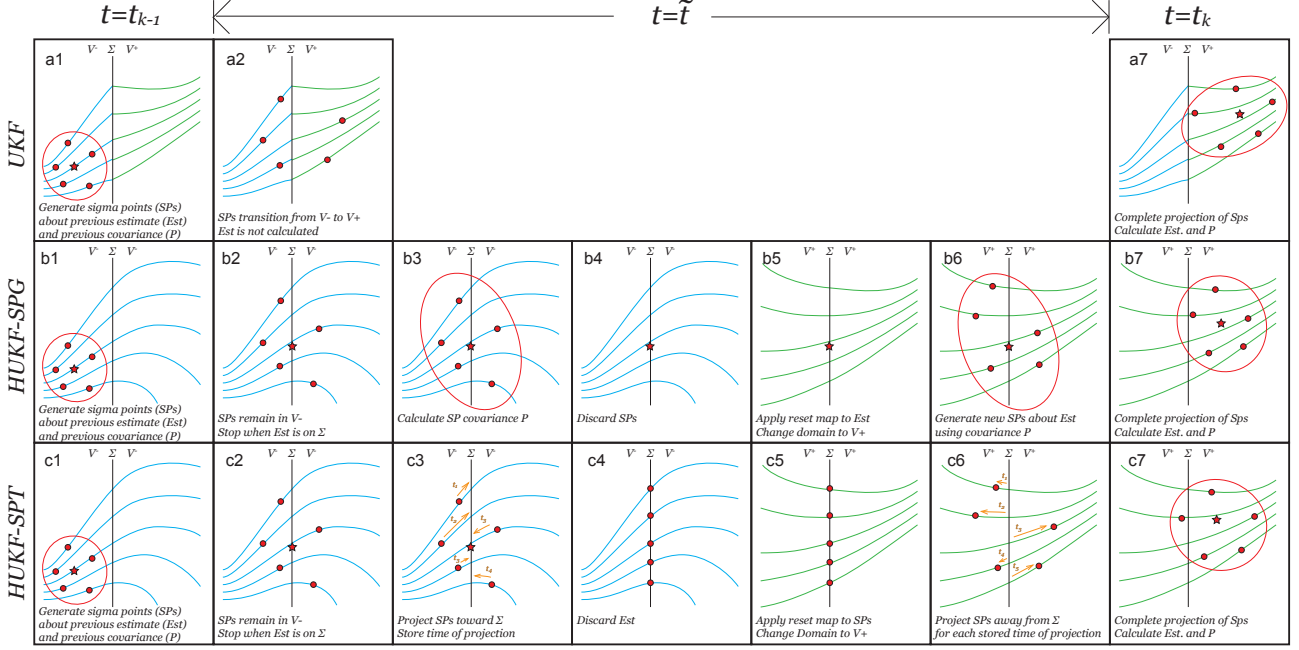 t=tₖ₋₁
t=t̃
t=tₖ
UKF
a1
V⁻ Σ V⁺
Generate sigma points (SPs)
about previous estimate (Est)
and previous covariance (P)
a2
V⁻ Σ V⁺
SPs transition from V- to V+
Est is not calculated
a7
V⁻ Σ V⁺
Complete projection of Sps
Calculate Est. and P
HUKF-SPG
b1
V⁻ Σ V⁻
Generate sigma points (SPs)
about previous estimate (Est)
and previous covariance (P)
b2
V⁻ Σ V⁻
SPs remain in V-
Stop when Est is on Σ
b3
V⁻ Σ V⁻
Calculate SP covariance P
b4
V⁻ Σ V⁻
Discard SPs
b5
V⁺ Σ V⁺
Apply reset map to Est
Change domain to V+
b6
V⁺ Σ V⁺
Generate new SPs about Est
using covariance P
b7
V⁺ Σ V⁺
Complete projection of Sps
Calculate Est. and P
HUKF-SPT
c1
V⁻ Σ V⁻
Generate sigma points (SPs)
about previous estimate (Est)
and previous covariance (P)
c2
V⁻ Σ V⁻
SPs remain in V-
Stop when Est is on Σ
c3
V⁻ Σ V⁻
t₁
t₂
t₃
t₅
t₄
Project SPs toward Σ
Store time of projection
c4
V⁻ Σ V⁻
Discard Est
c5
V⁺ Σ V⁺
Apply reset map to SPs
Change Domain to V+
c6
V⁺ Σ V⁺
t₁
t₂
t₃
t₄
t₅
Project SPs away from Σ
for each stored time of projection
c7
V⁺ Σ V⁺
Complete projection of Sps
Calculate Est. and P